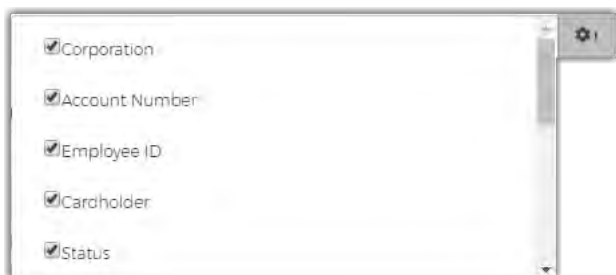 Corporation
Account Number
Employee ID
Cardholder
Status